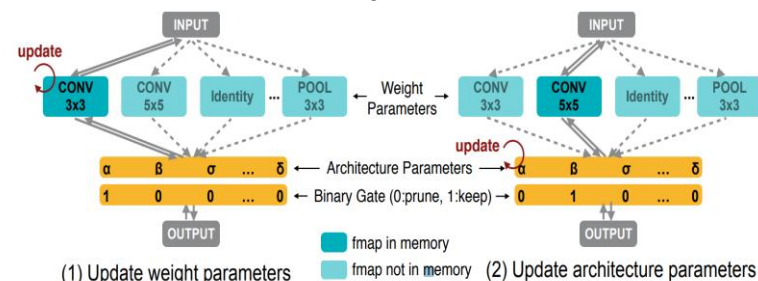 INPUT
update
CONV 3x3
CONV 5x5
Identity
...
POOL 3x3
α β σ ... δ
1 0 0 ... 0
OUTPUT
(1) Update weight parameters
Weight Parameters
Architecture Parameters
Binary Gate (0:prune, 1:keep)
fmap in memory
fmap not in memory
INPUT
CONV 3x3
CONV 5x5
Identity
...
POOL 3x3
update
α β σ ... δ
0 1 0 ... 0
OUTPUT
(2) Update architecture parameters